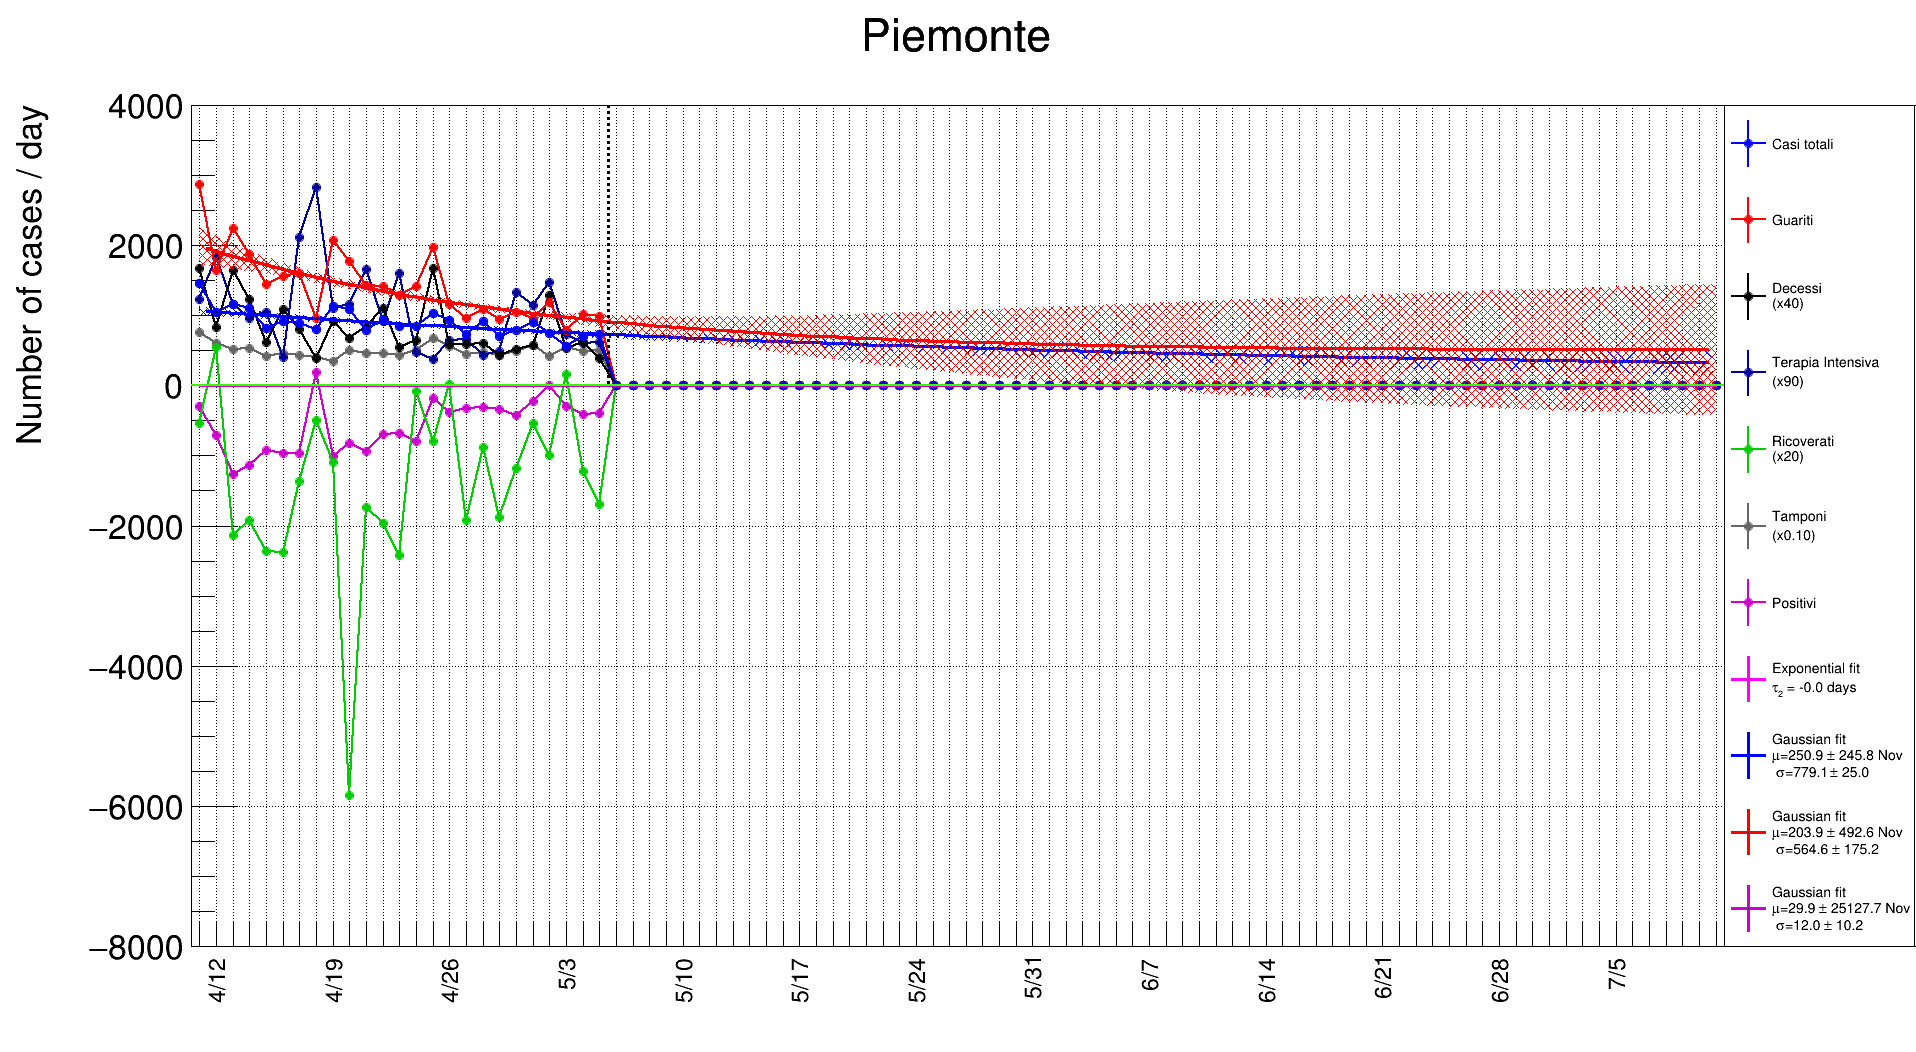 Piemonte
Number of cases / day
4000
2000
0
−2000
−4000
−6000
−8000
4/12
4/19
4/26
5/3
5/10
5/17
5/24
5/31
6/7
6/14
6/21
6/28
7/5
Casi totali
Guariti
Decessi
(x40)
Terapia Intensiva
(x90)
Ricoverati
(x20)
Tamponi
(x0.10)
Positivi
Exponential fit
τ2 = -0.0 days
Gaussian fit
μ=250.9 ± 245.8 Nov
σ=779.1 ± 25.0
Gaussian fit
μ=203.9 ± 492.6 Nov
σ=564.6 ± 175.2
Gaussian fit
μ=29.9 ± 25127.7 Nov
σ=12.0 ± 10.2